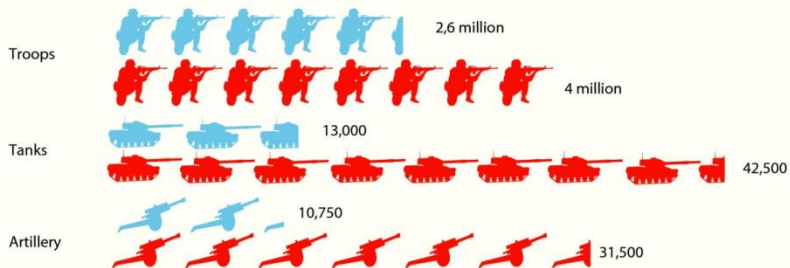 Troops
2,6 million
4 million
Tanks
13,000
42,500
Artillery
10,750
31,500